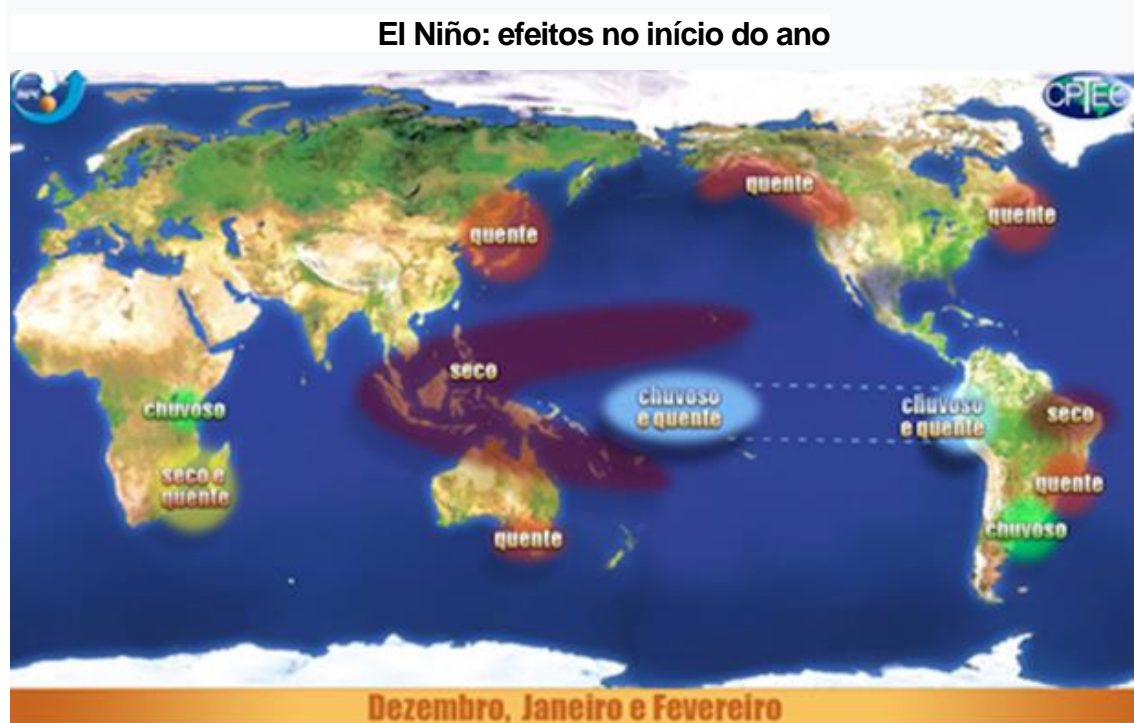 El Niño: efeitos no início do ano
CPTEC
quente
quente
quente
seco
chuvoso
e quente
chuvoso
e quente
seco
chuvoso
seco e
quente
quente
quente
chuvoso
Dezembro, Janeiro e Fevereiro